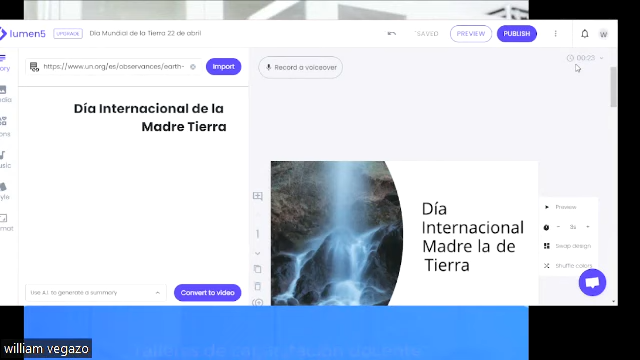 lumen5 UPGRADE Día Mundial de la Tierra 22 de abril SAVED PREVIEW PUBLISH W
https://www.un.org/es/observances/earth- Import Record a voiceover 00:23
Día Internacional de la
Madre Tierra
Día
Internacional
Madre la de
Tierra
1
Preview
3s
Swap design
Shuffle colors
Use A.I. to generate a summary Convert to video
william vegazo